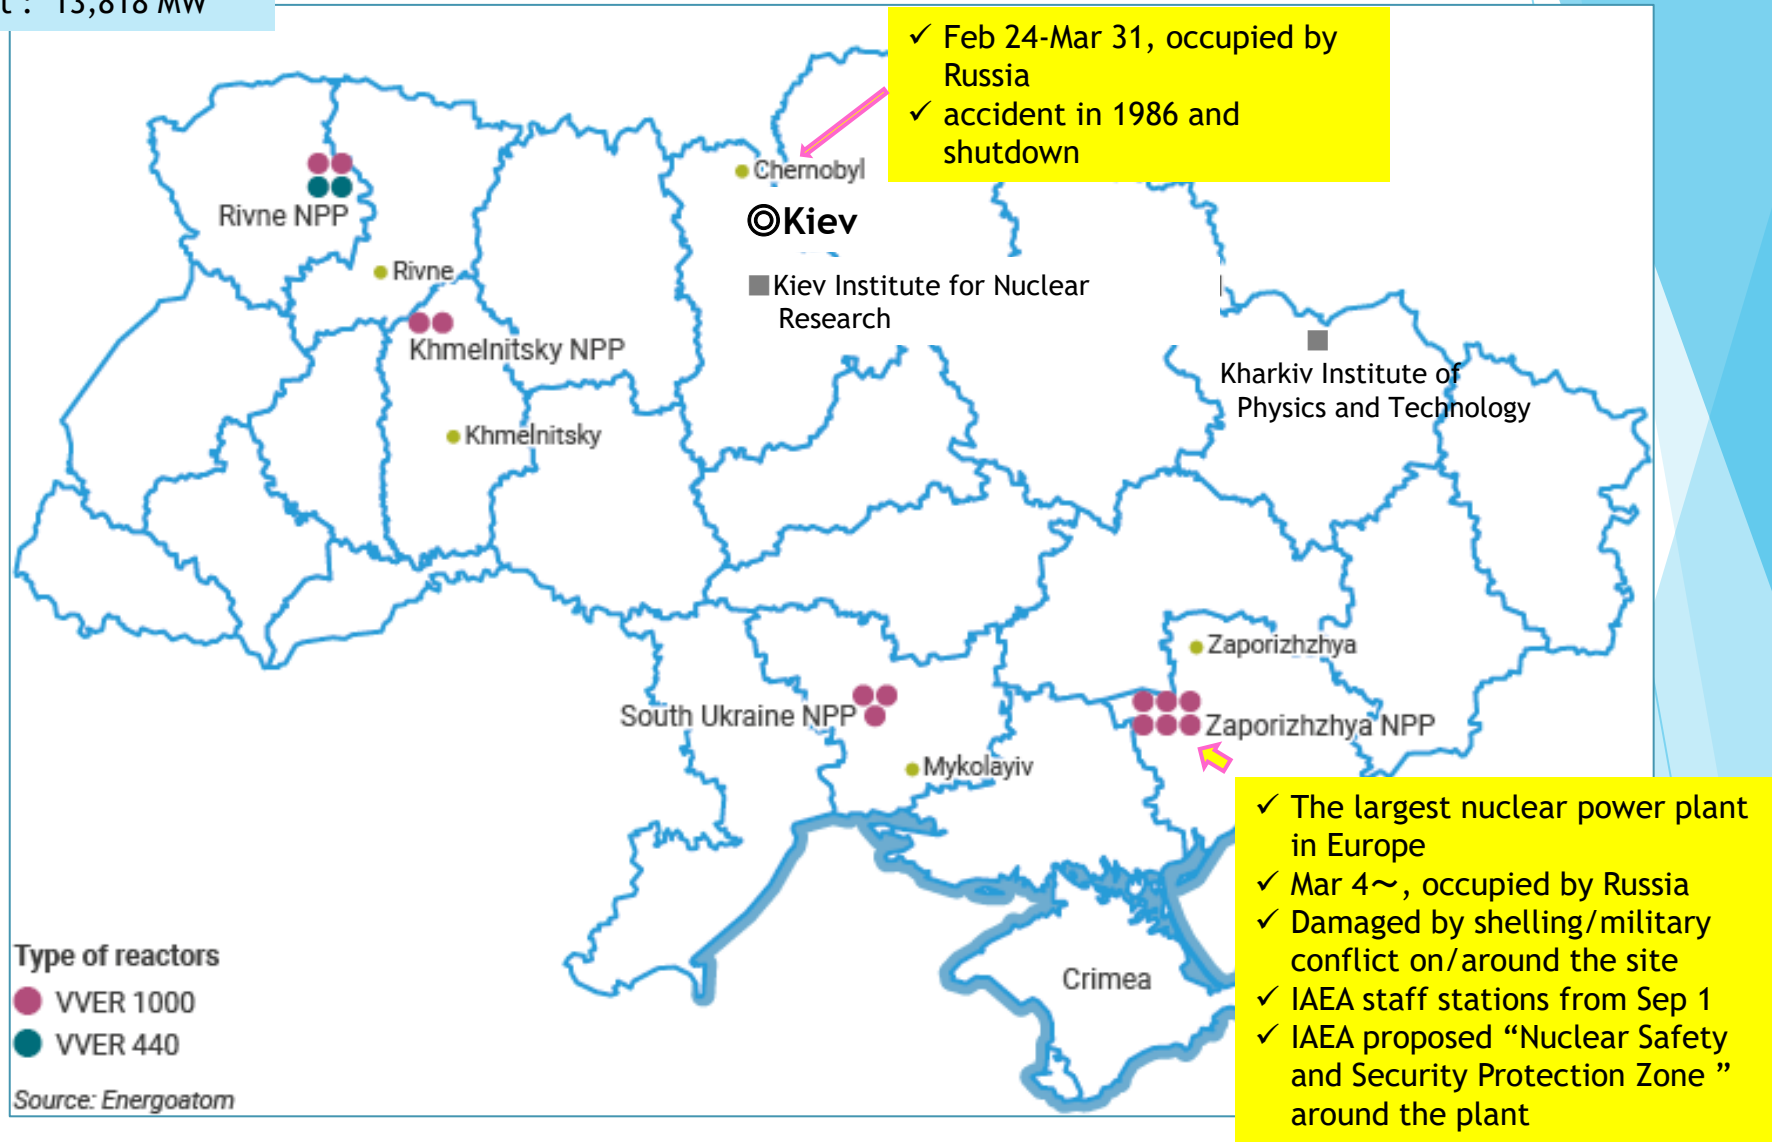 : 13,818 MW
✓ Feb 24-Mar 31, occupied by
Russia
✓ accident in 1986 and
shutdown
Chernobyl
◎Kiev
Rivne NPP
Rivne
Kiev Institute for Nuclear
Research
Khmelnitsky NPP
Kharkiv Institute of
Physics and Technology
Khmelnitsky
Zaporizhzhya
South Ukraine NPP
Zaporizhzhya NPP
Mykolayiv
✓ The largest nuclear power plant
in Europe
✓ Mar 4～, occupied by Russia
✓ Damaged by shelling/military
conflict on/around the site
✓ IAEA staff stations from Sep 1
✓ IAEA proposed “Nuclear Safety
and Security Protection Zone ”
around the plant
Crimea
Type of reactors
VVER 1000
VVER 440
Source: Energoatom